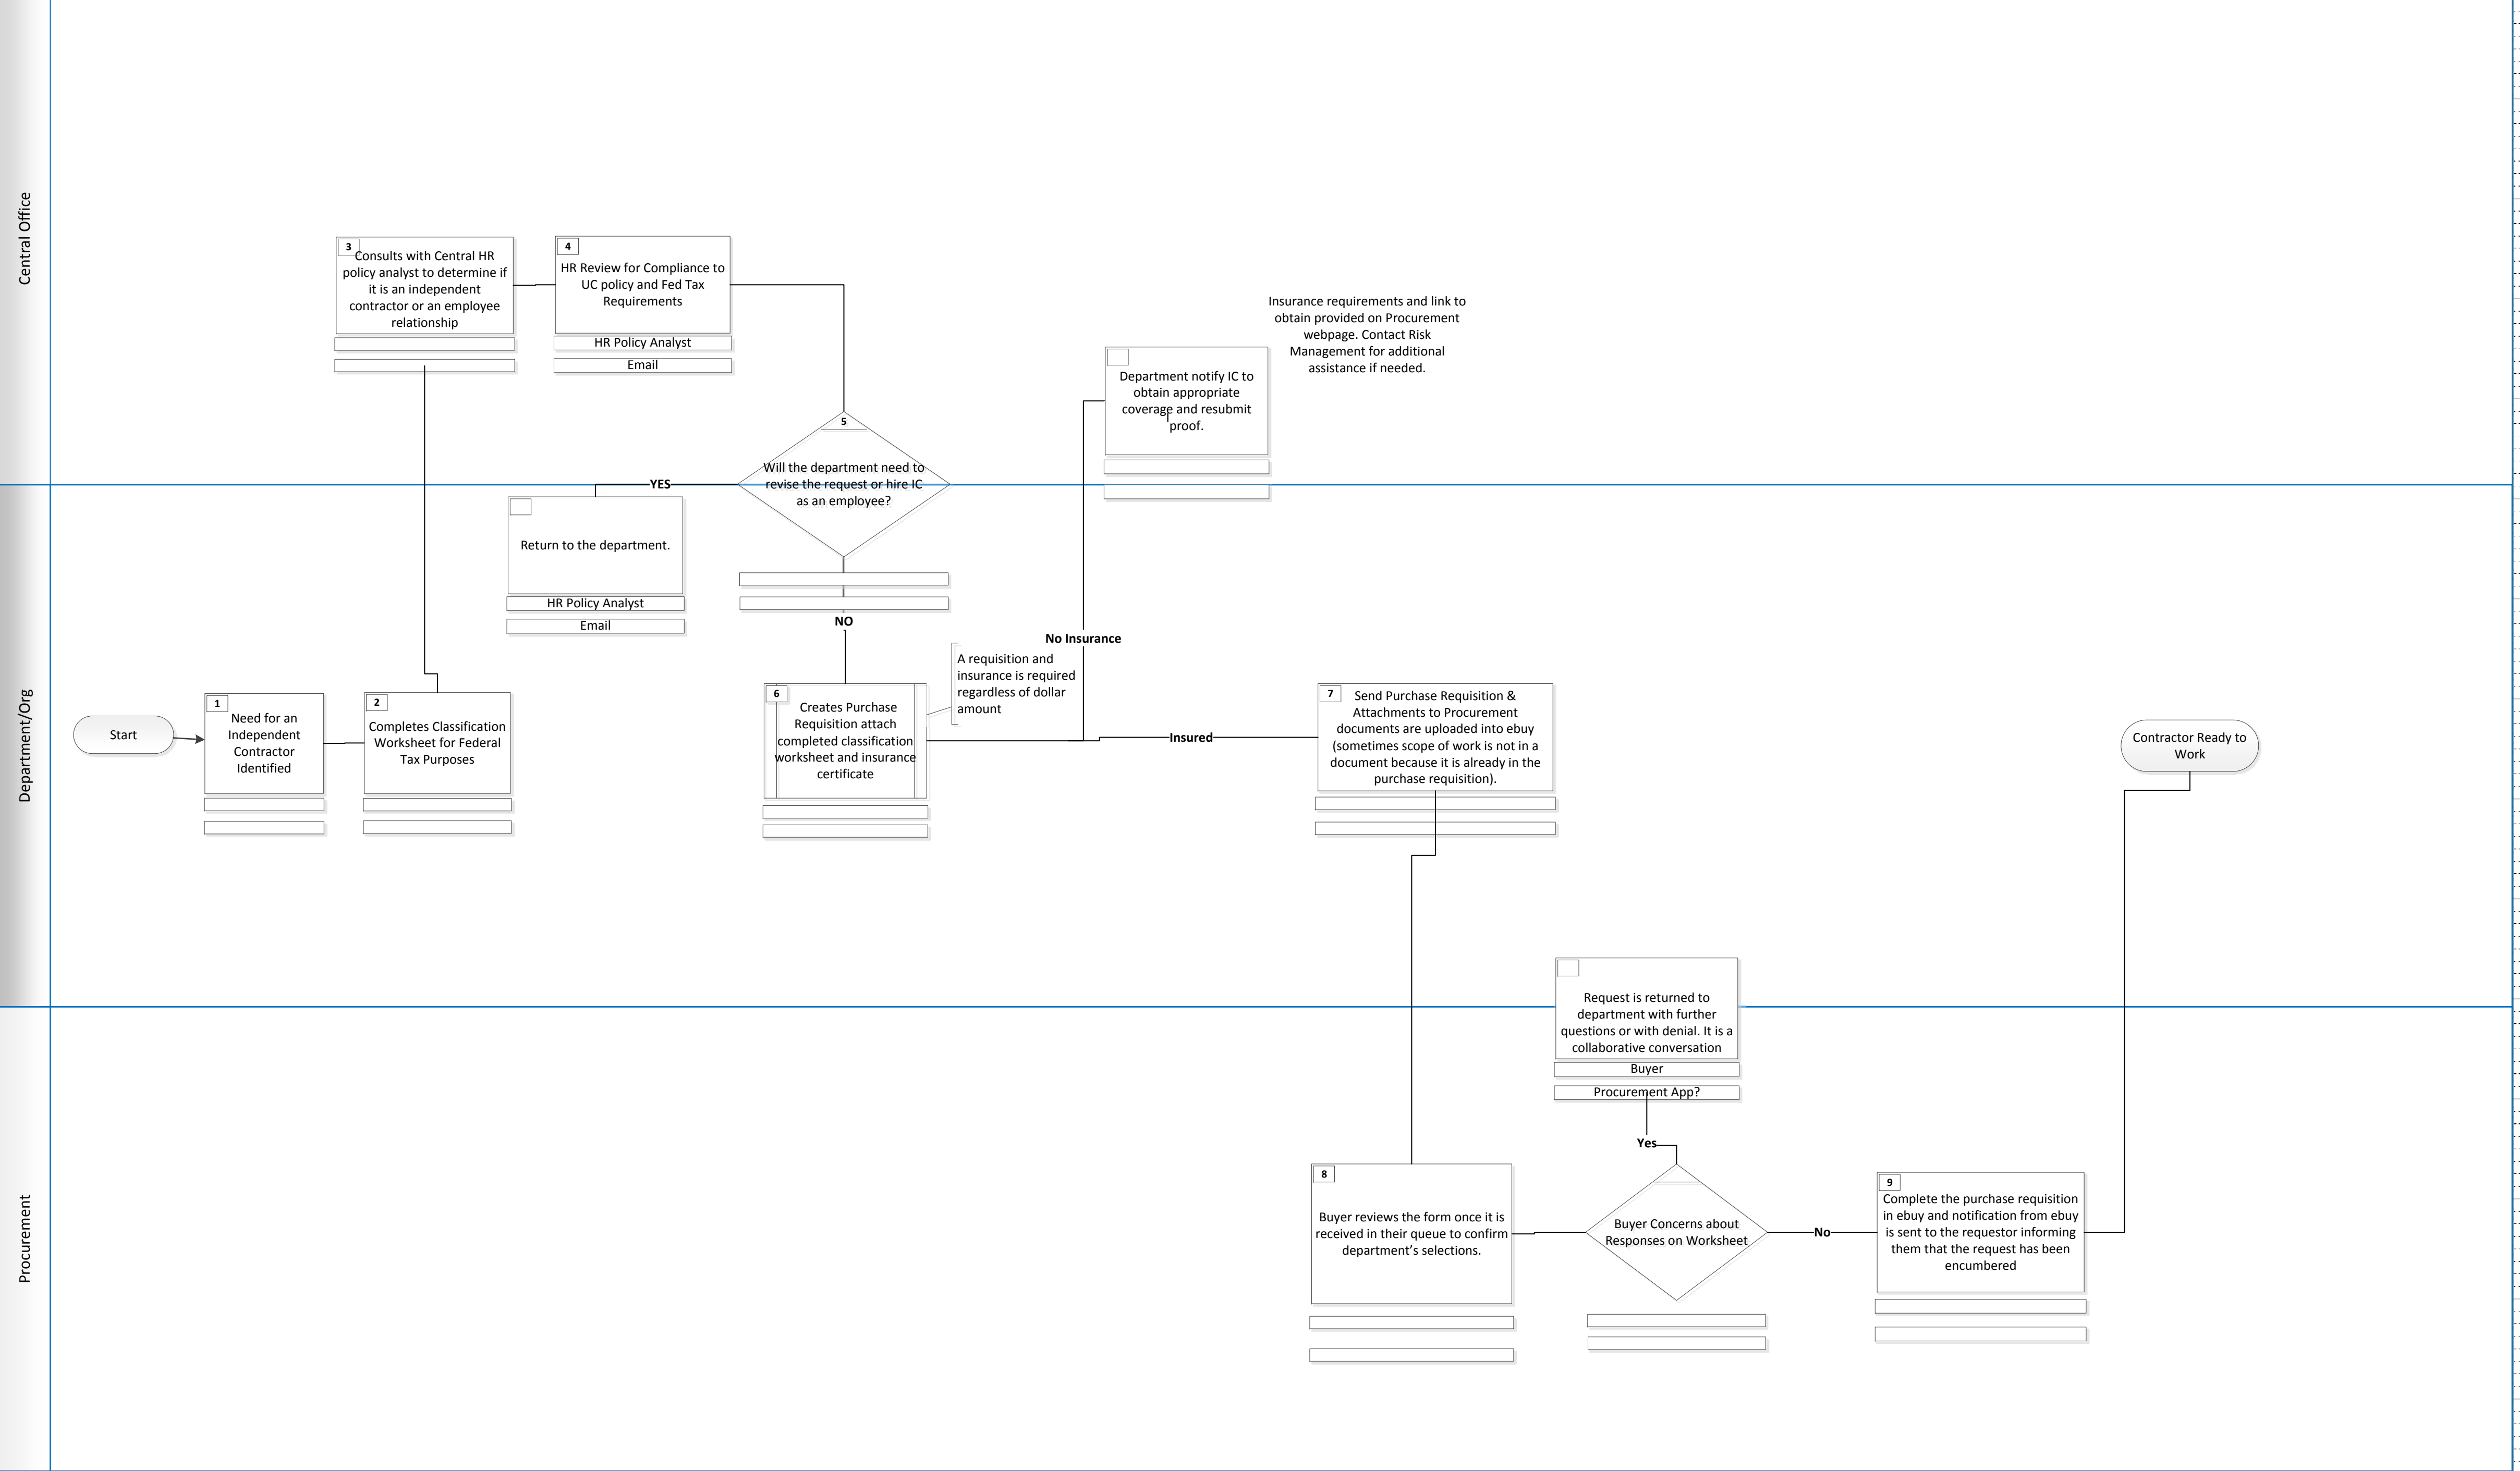 Central Office
3
Consults with Central HR
policy analyst to determine if
it is an independent
contractor or an employee
relationship
4
HR Review for Compliance to
UC policy and Fed Tax
Requirements
HR Policy Analyst
Email
Insurance requirements and link to
obtain provided on Procurement
webpage. Contact Risk
Management for additional
assistance if needed.
Department notify IC to
obtain appropriate
coverage and resubmit
proof.
5
Will the department need to
revise the request or hire IC
as an employee?
YES
Return to the department.
HR Policy Analyst
Email
NO
No Insurance
Department/Org
Start
1
Need for an
Independent
Contractor
Identified
2
Completes Classification
Worksheet for Federal
Tax Purposes
6
Creates Purchase
Requisition attach
completed classification
worksheet and insurance
certificate
A requisition and
insurance is required
regardless of dollar
amount
Insured
7
Send Purchase Requisition &
Attachments to Procurement
documents are uploaded into ebuy
(sometimes scope of work is not in a
document because it is already in the
purchase requisition).
Contractor Ready to
Work
Request is returned to
department with further
questions or with denial. It is a
collaborative conversation
Buyer
Procurement App?
Yes
Procurement
8
Buyer reviews the form once it is
received in their queue to confirm
department’s selections.
Buyer Concerns about
Responses on Worksheet
No
9
Complete the purchase requisition
in ebuy and notification from ebuy
is sent to the requestor informing
them that the request has been
encumbered